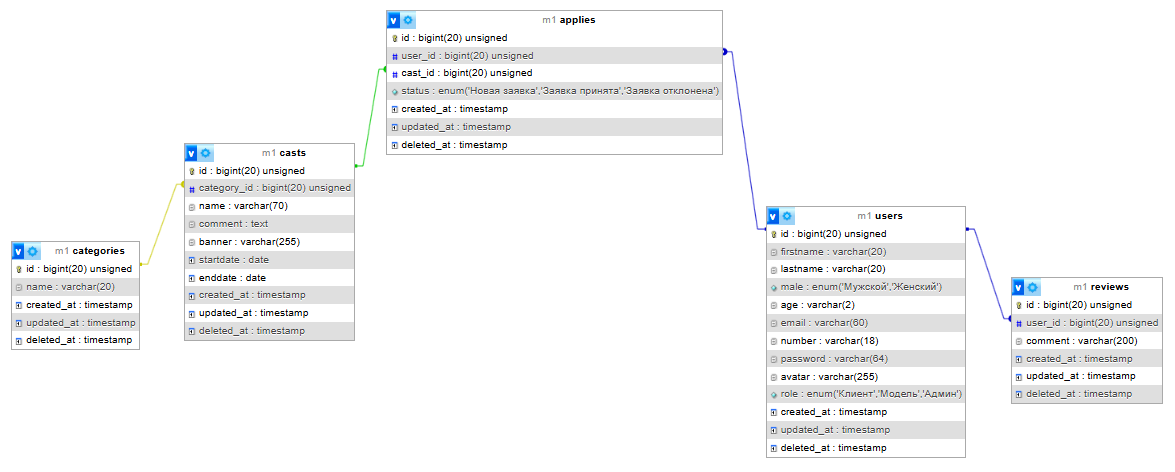 m1 applies
id : bigint(20) unsigned
user_id : bigint(20) unsigned
cast_id : bigint(20) unsigned
status : enum('Новая заявка','Заявка принята','Заявка отклонена')
created_at : timestamp
updated_at : timestamp
deleted_at : timestamp
v m1 casts
id : bigint(20) unsigned
category_id : bigint(20) unsigned
name : varchar(70)
comment : text
banner : varchar(255)
startdate : date
enddate : date
created_at : timestamp
updated_at : timestamp
deleted_at : timestamp
v m1 categories
id : bigint(20) unsigned
name : varchar(20)
created_at : timestamp
updated_at : timestamp
deleted_at : timestamp
v m1 users
id : bigint(20) unsigned
firstname : varchar(20)
lastname : varchar(20)
male : enum('Мужской','Женский')
age : varchar(2)
email : varchar(60)
number : varchar(18)
password : varchar(64)
avatar : varchar(255)
role : enum('Клиент','Модель','Админ')
created_at : timestamp
updated_at : timestamp
deleted_at : timestamp
v m1 reviews
id : bigint(20) unsigned
user_id : bigint(20) unsigned
comment : varchar(200)
created_at : timestamp
updated_at : timestamp
deleted_at : timestamp